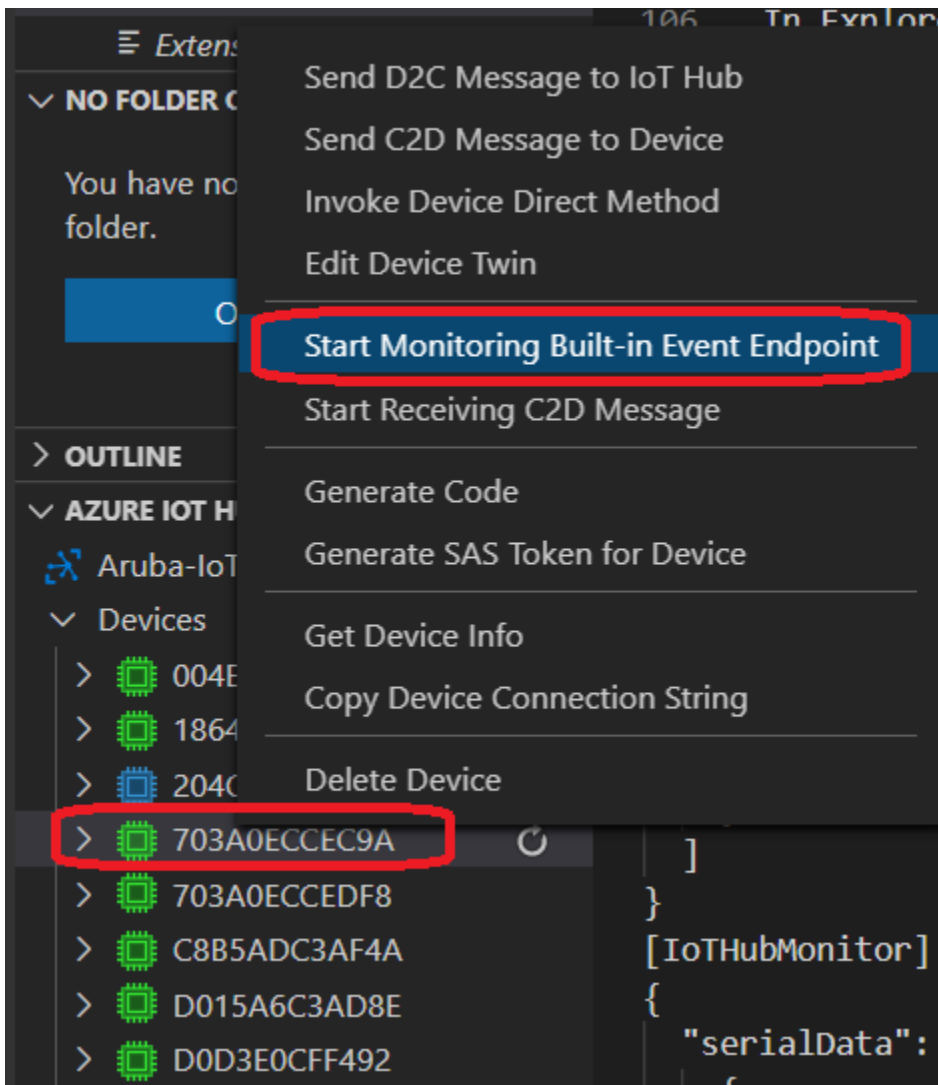 106 In Explor
Extens
NO FOLDER O
You have no
folder.
O
OUTLINE
AZURE IOT H
Aruba-IoT
Devices
004E
1864
204C
703A0ECCEC9A
703A0ECCEDF8
C8B5ADC3AF4A
D015A6C3AD8E
D0D3E0CFF492
Send D2C Message to IoT Hub
Send C2D Message to Device
Invoke Device Direct Method
Edit Device Twin
Start Monitoring Built-in Event Endpoint
Start Receiving C2D Message
Generate Code
Generate SAS Token for Device
Get Device Info
Copy Device Connection String
Delete Device
]
}
[IoTHubMonitor]
{
"serialData":